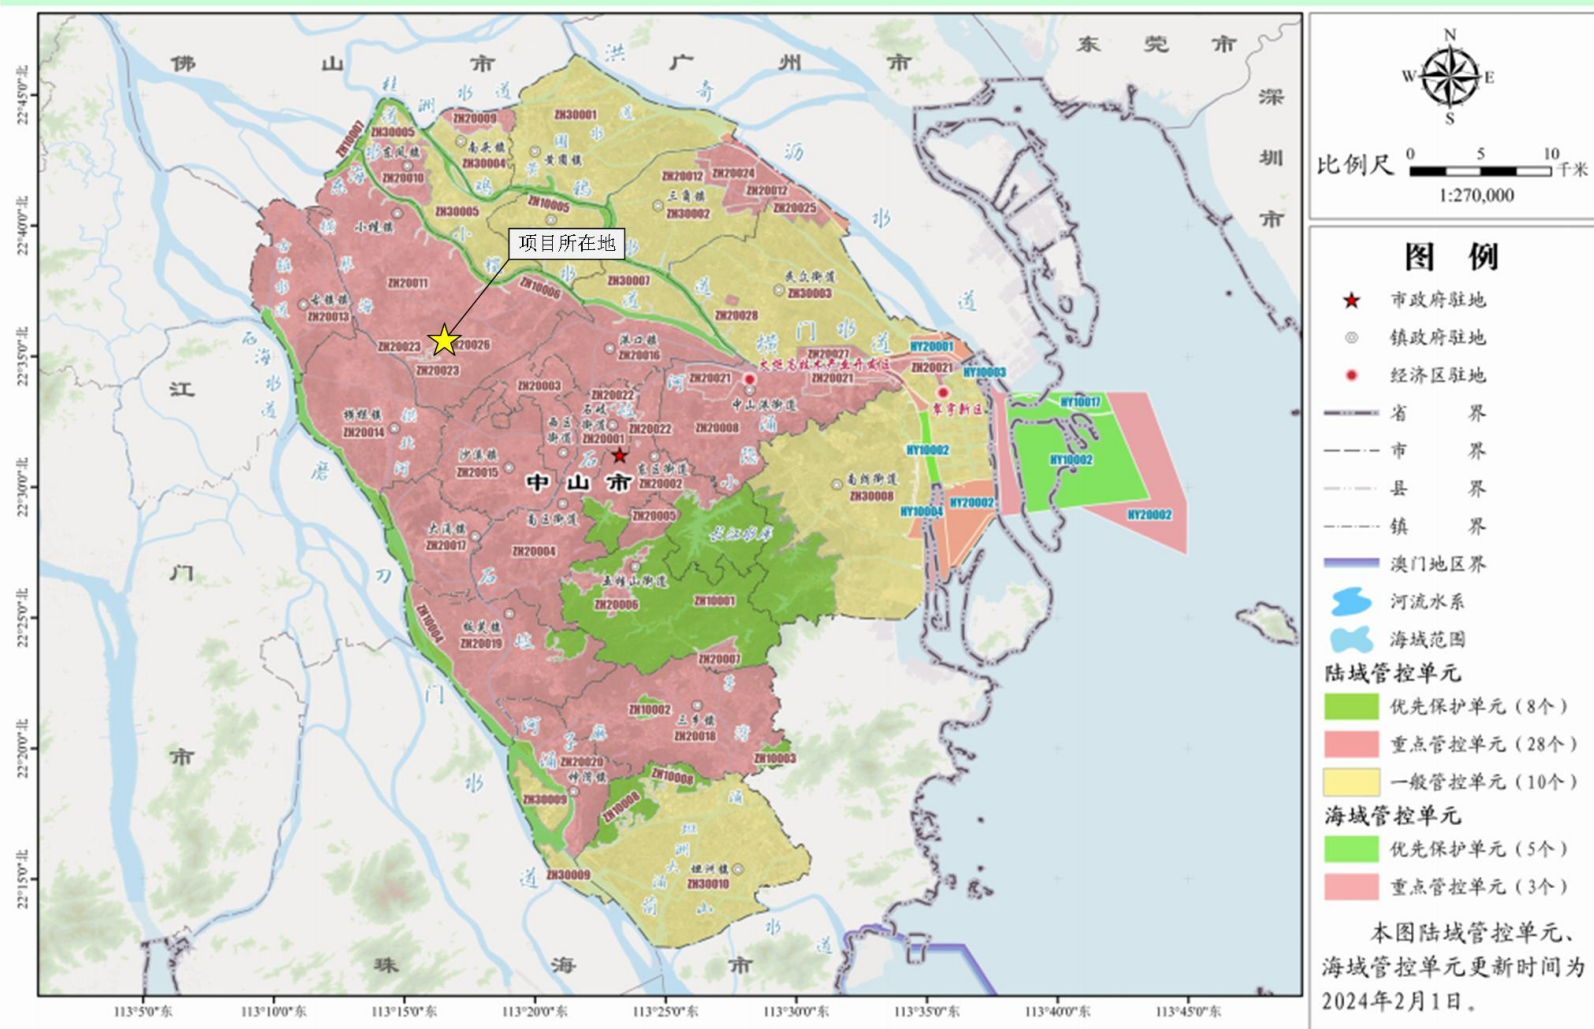 佛 山 市
广 州 市
东 莞 市
深 圳 市
江 门 市
珠 海 市
中 山 市
项目所在地
洪 奇 沥 水 道
桂 洲 水 道
横 门 水 道
磨 刀 门 水 道
石 岐 河
长江水库
ZH10007
ZH30005
东凤镇
ZH20010
ZH20009
南头镇
ZH30004
ZH30001
黄圃镇
ZH30005
ZH10005
小榄镇
ZH20012
ZH20024
ZH20012
ZH20025
三角镇
ZH30002
ZH20011
ZH10006
ZH30007
民众街道
ZH30003
ZH20028
古镇镇
ZH20013
ZH20023
ZH20023
港口镇
ZH20016
ZH20027
ZH20021
ZH20021
ZH20021
HY20001
HY10003
中山港街道
翠亨新区
ZH20003
ZH20022
石岐街道
ZH20001
ZH20022
西区街道
ZH20008
横栏镇
ZH20014
沙溪镇
ZH20015
东区街道
ZH20002
南区街道
ZH20005
大涌镇
ZH20017
ZH20004
五桂山街道
ZH20006
ZH10001
南朗街道
ZH30008
HY10002
HY10004
HY20002
HY10017
HY10002
HY20002
ZH10004
板芙镇
ZH20019
ZH20007
ZH10002
三乡镇
ZH20018
ZH10003
ZH20020
神湾镇
ZH10008
ZH10008
ZH30009
ZH30009
坦洲镇
ZH30010
22°45'0"北
22°40'0"北
22°35'0"北
22°30'0"北
22°25'0"北
22°20'0"北
22°15'0"北
113°5'0"东
113°10'0"东
113°15'0"东
113°20'0"东
113°25'0"东
113°30'0"东
113°35'0"东
113°40'0"东
113°45'0"东
N
W E
S
比例尺 0 5 10 千米
1:270,000
图 例
市政府驻地
镇政府驻地
经济区驻地
省 界
市 界
县 界
镇 界
澳门地区界
河流水系
海域范围
陆域管控单元
优先保护单元（8个）
重点管控单元（28个）
一般管控单元（10个）
海域管控单元
优先保护单元（5个）
重点管控单元（3个）
本图陆域管控单元、
海域管控单元更新时间为
2024年2月1日。